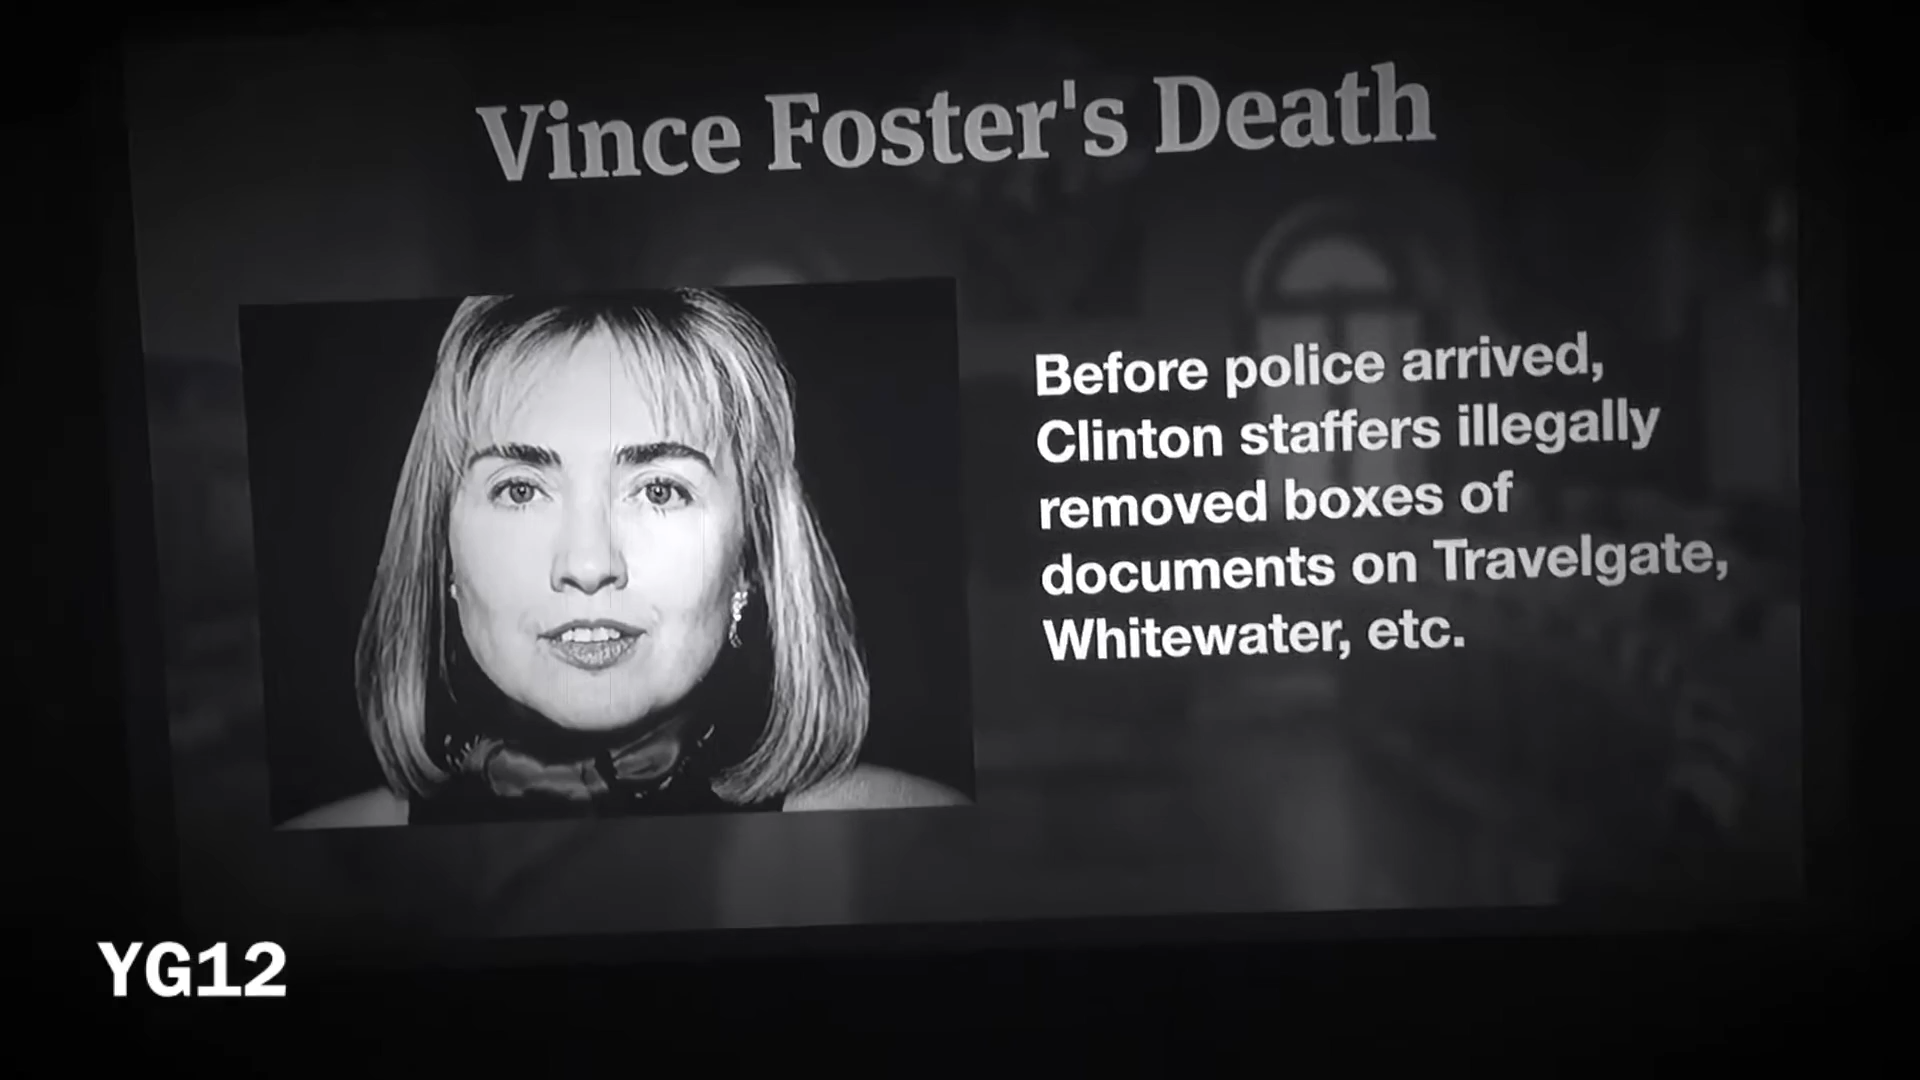 Vince Foster's Death
Before police arrived,
Clinton staffers illegally
removed boxes of
documents on Travelgate,
Whitewater, etc.
YG12